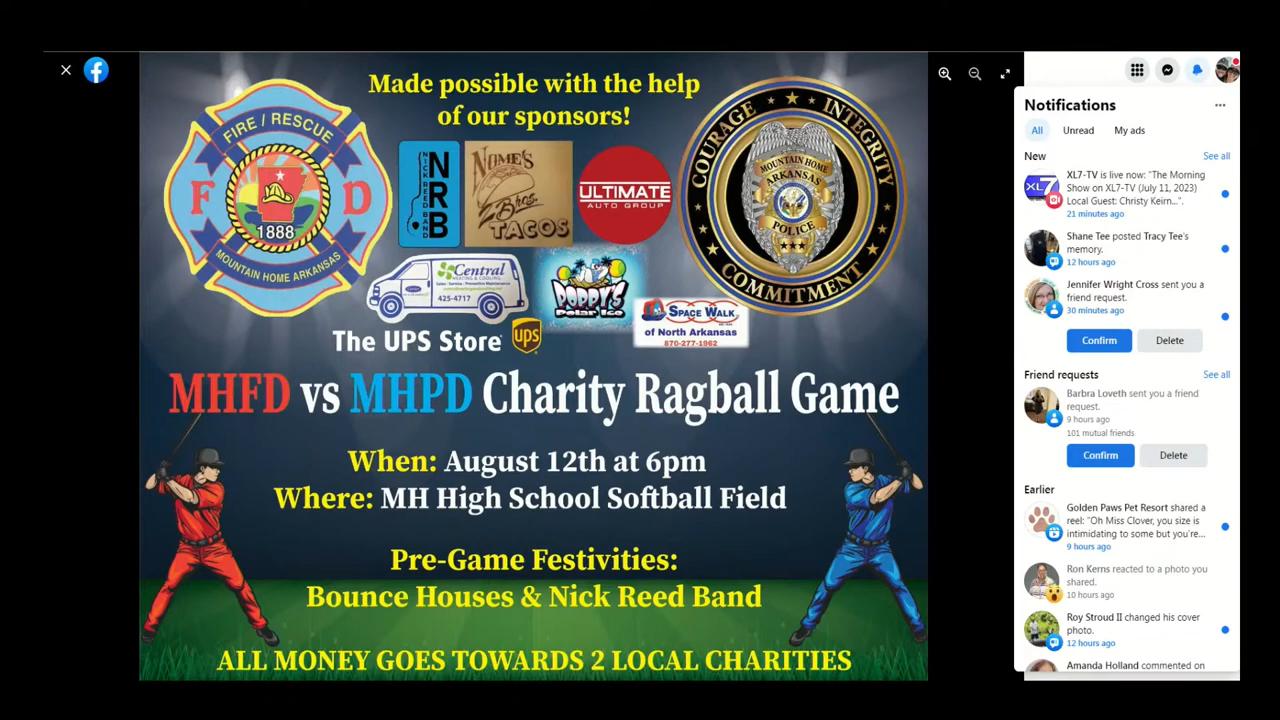 Made possible with the help
of our sponsors!
FIRE / RESCUE
F D
1888
MOUNTAIN HOME ARKANSAS
NICK REED BAND
NRB
NOME'S
Bros.
TACOS
ULTIMATE
AUTO GROUP
COURAGE
INTEGRITY
COMMITMENT
MOUNTAIN HOME
ARKANSAS
POLICE
Central
HEATING & COOLING
Sales - Service - Preventive Maintenance
425-4717
POPPY'S
Polar Ice
SPACE WALK
of North Arkansas
870-277-1962
The UPS Store
ups
MHFD vs MHPD Charity Ragball Game
When: August 12th at 6pm
Where: MH High School Softball Field
Pre-Game Festivities:
Bounce Houses & Nick Reed Band
ALL MONEY GOES TOWARDS 2 LOCAL CHARITIES
Notifications
All Unread My ads
New See all
XL7
XL7-TV is live now: "The Morning
Show on XL7-TV (July 11, 2023)
Local Guest: Christy Keirn...".
21 minutes ago
Shane Tee posted Tracy Tee's
memory.
12 hours ago
Jennifer Wright Cross sent you a
friend request.
30 minutes ago
Confirm Delete
Friend requests See all
Barbra Loveth sent you a friend
request.
9 hours ago
101 mutual friends
Confirm Delete
Earlier
Golden Paws Pet Resort shared a
reel: "Oh Miss Clover, you size is
intimidating to some but you're...
9 hours ago
Ron Kerns reacted to a photo you
shared.
10 hours ago
Roy Stroud II changed his cover
photo.
12 hours ago
Amanda Holland commented on